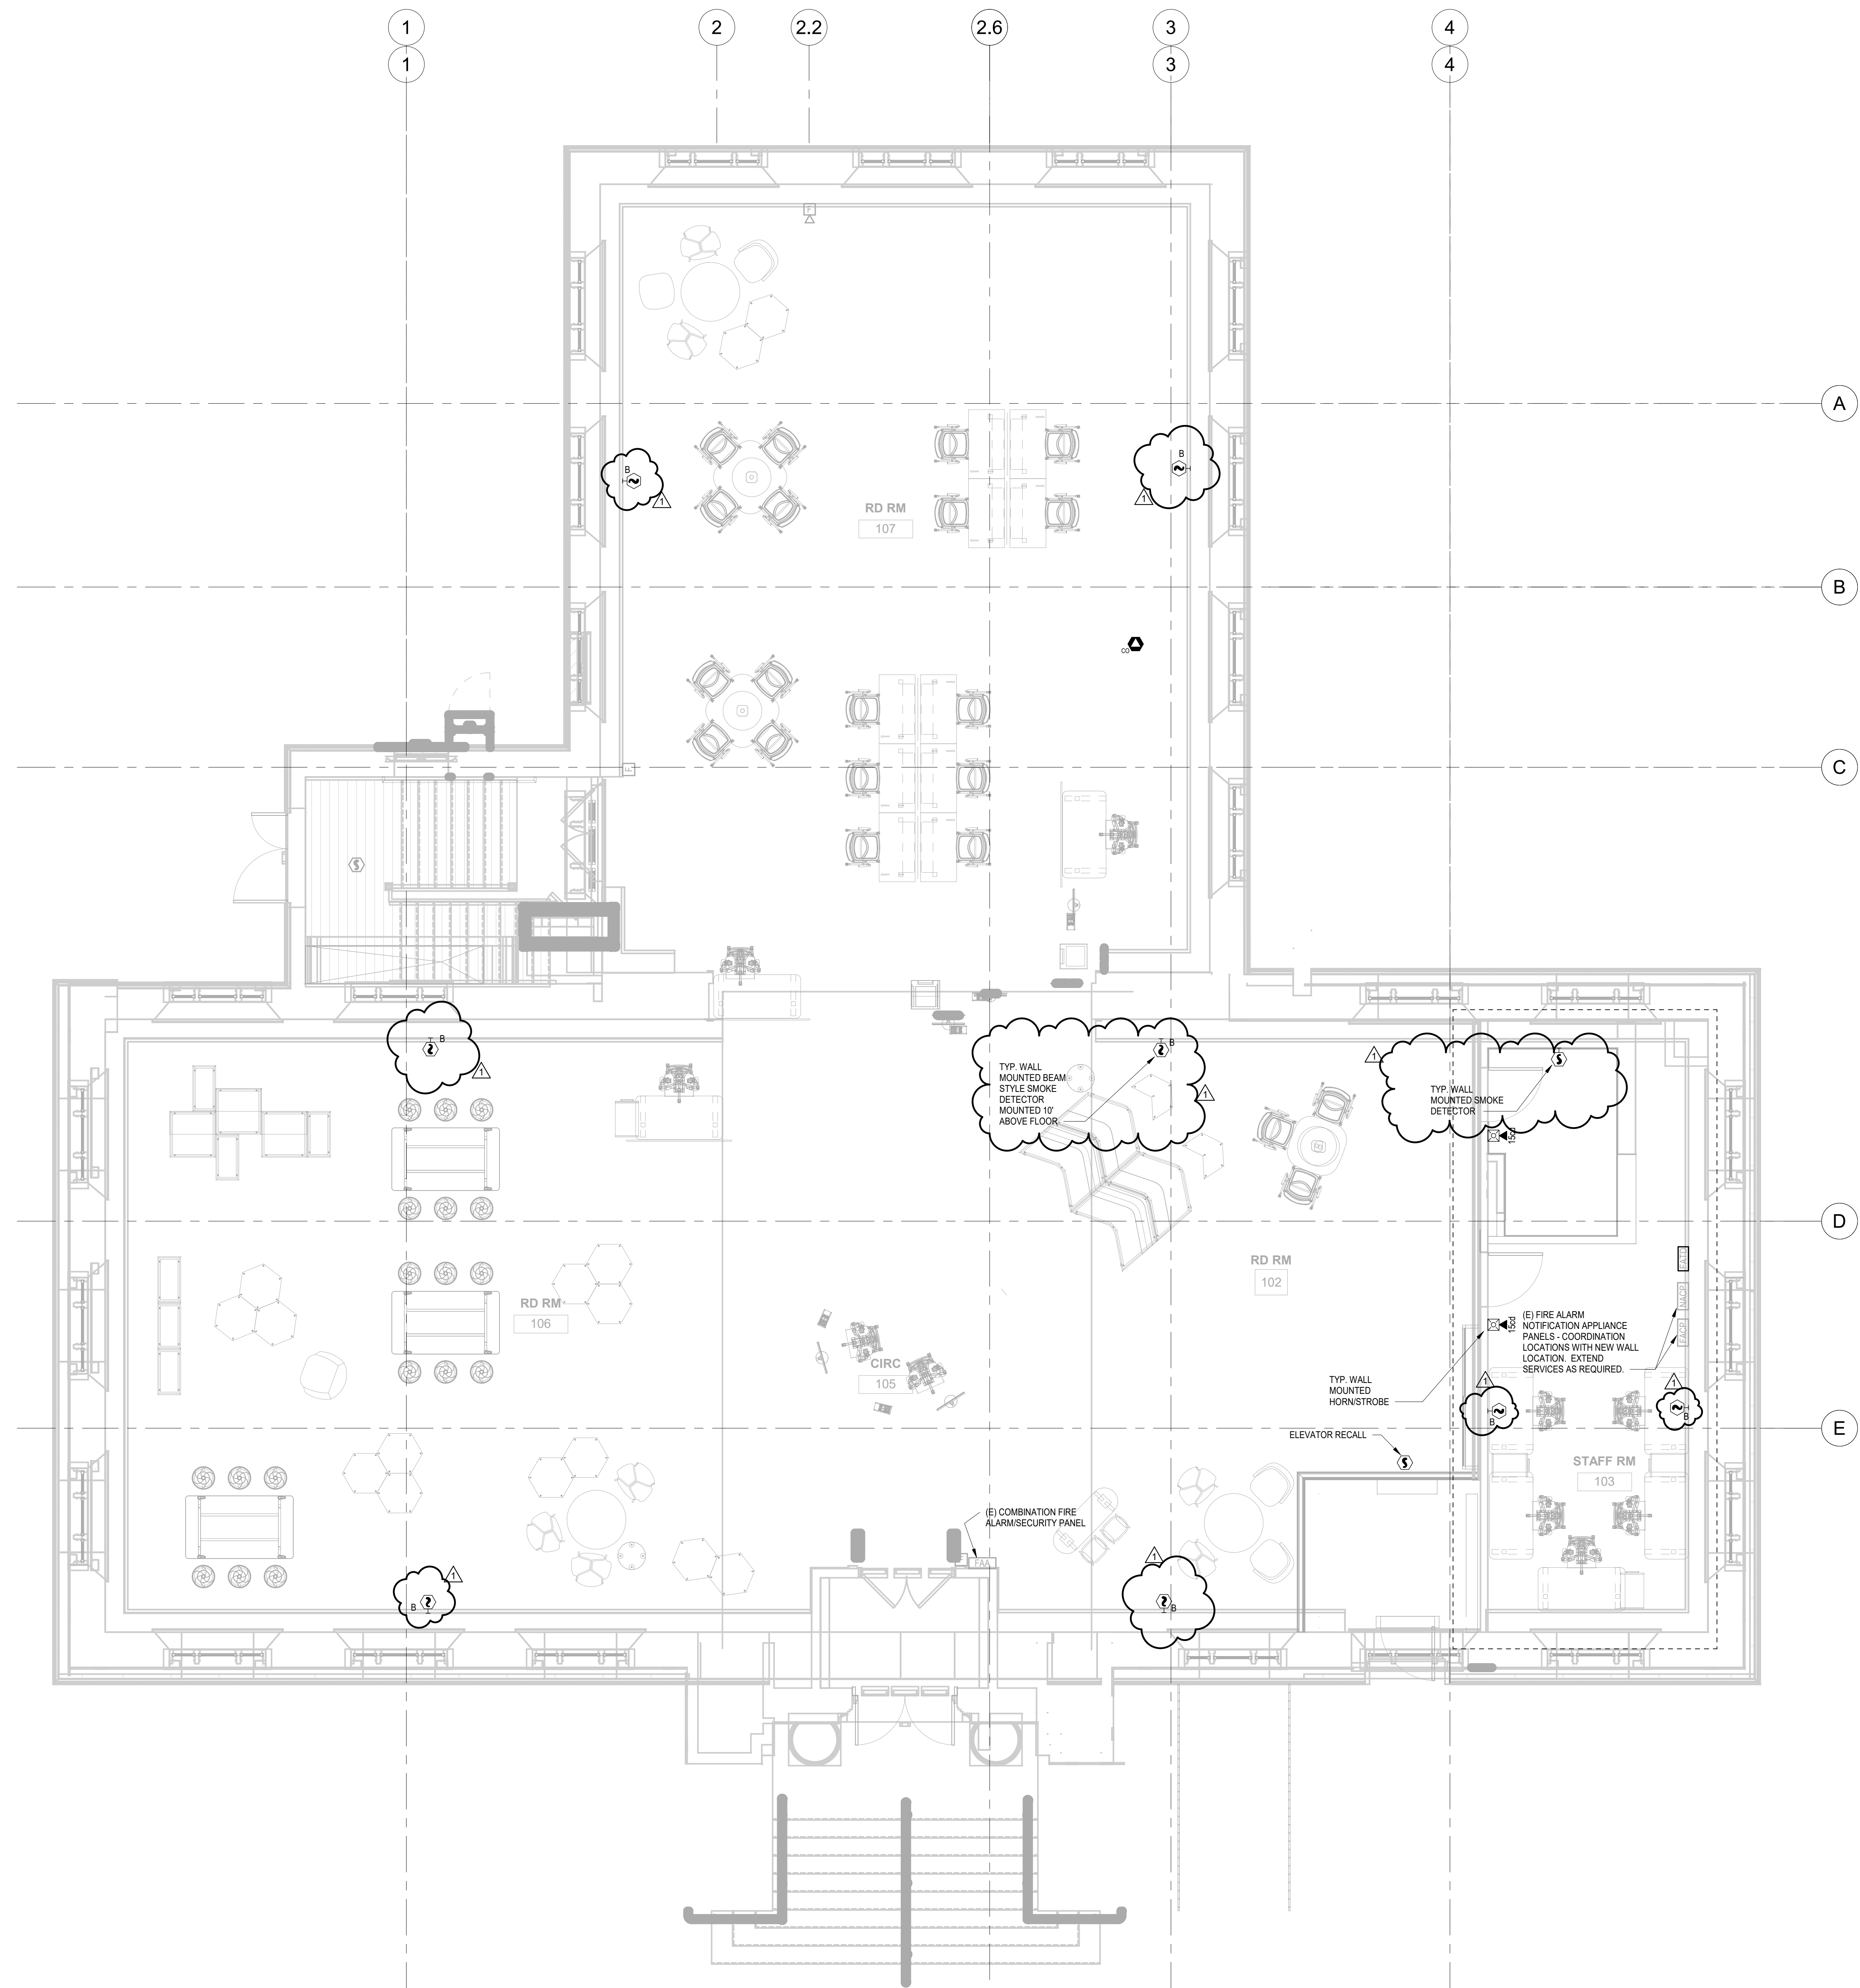 1
2
2.2
2.6
3
4
1
3
4
F
A
B
B
1
1
RD RM
107
B
CO
F
C
S
B
1
B
TYP. WALL
MOUNTED BEAM
STYLE SMOKE
DETECTOR
MOUNTED 10'
ABOVE FLOOR
1
1
S
TYP. WALL
MOUNTED SMOKE
DETECTOR
15cd
D
RD RM
102
FATC
NACP
FACP
RD RM
106
15cd
(E) FIRE ALARM
NOTIFICATION APPLIANCE
PANELS - COORDINATION
LOCATIONS WITH NEW WALL
LOCATION. EXTEND
SERVICES AS REQUIRED.
CIRC
105
TYP. WALL
MOUNTED
HORN/STROBE
1
1
B
B
E
ELEVATOR RECALL
S
STAFF RM
103
(E) COMBINATION FIRE
ALARM/SECURITY PANEL
F
FAA
1
B
1
B